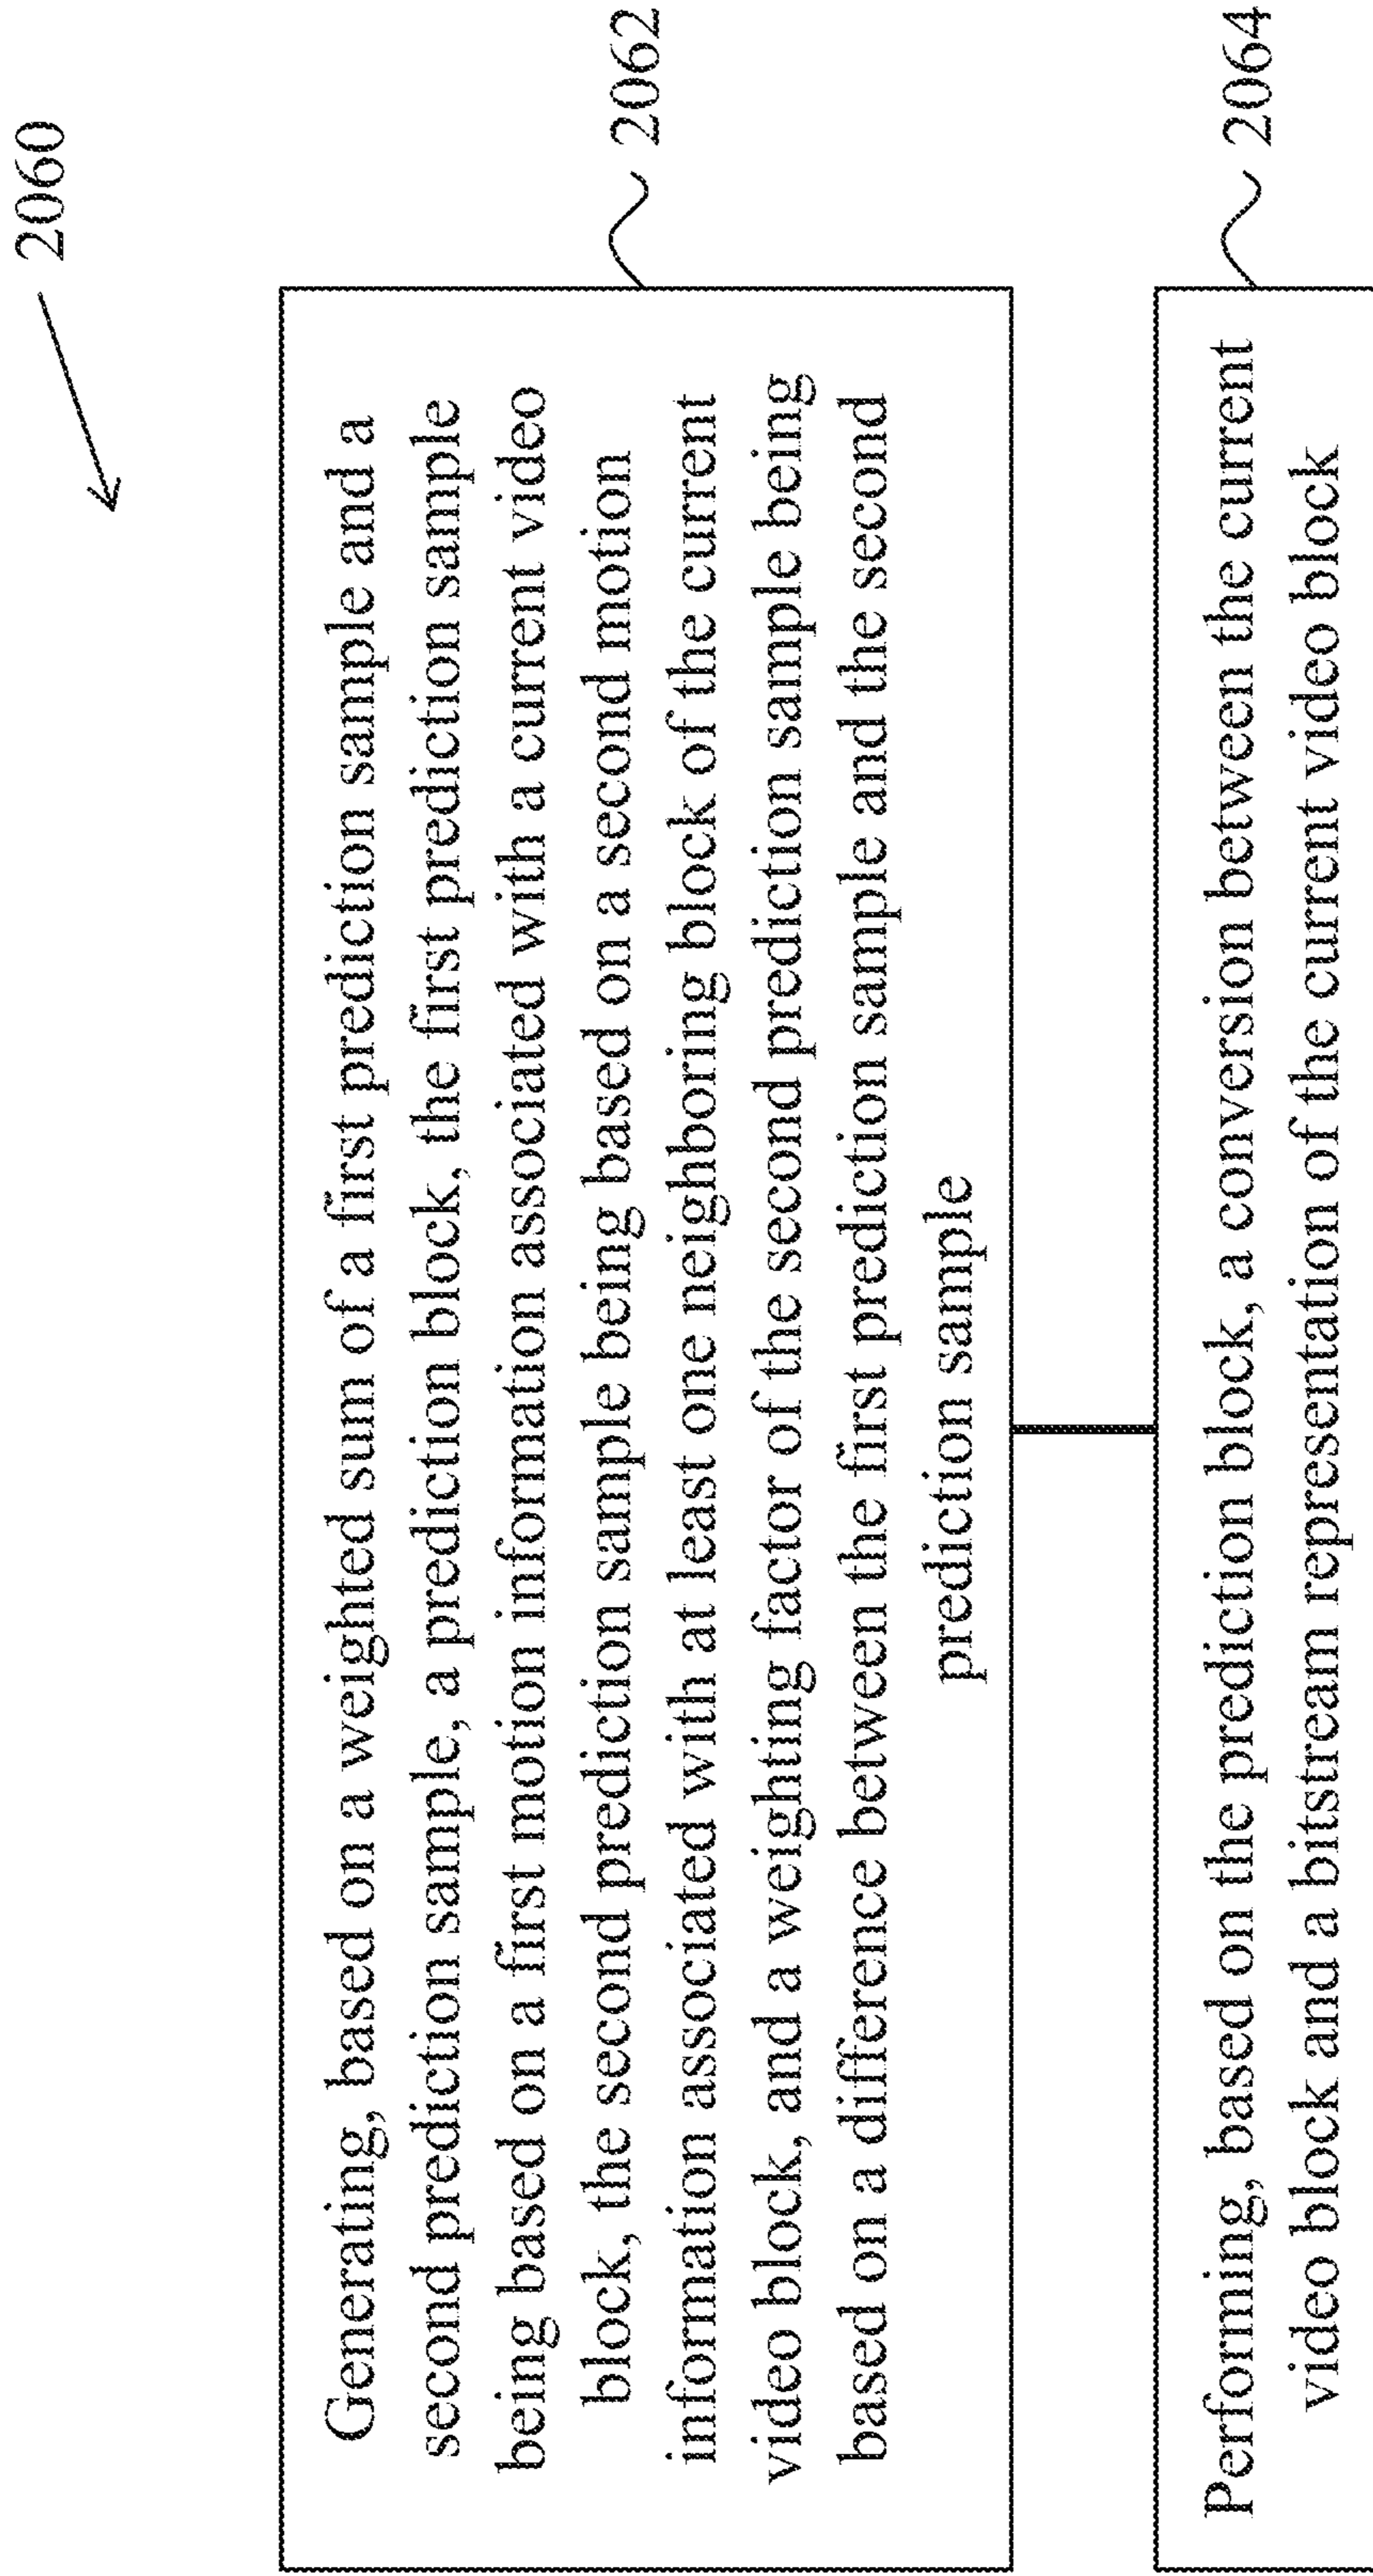 2060
Generating, based on a weighted sum of a first prediction sample and a
second prediction sample, a prediction block, the first prediction sample
being based on a first motion information associated with a current video
block, the second prediction sample being based on a second motion
information associated with at least one neighboring block of the current
video block, and a weighting factor of the second prediction sample being
based on a difference between the first prediction sample and the second
prediction sample
2062
Performing, based on the prediction block, a conversion between the current
video block and a bitstream representation of the current video block
2064